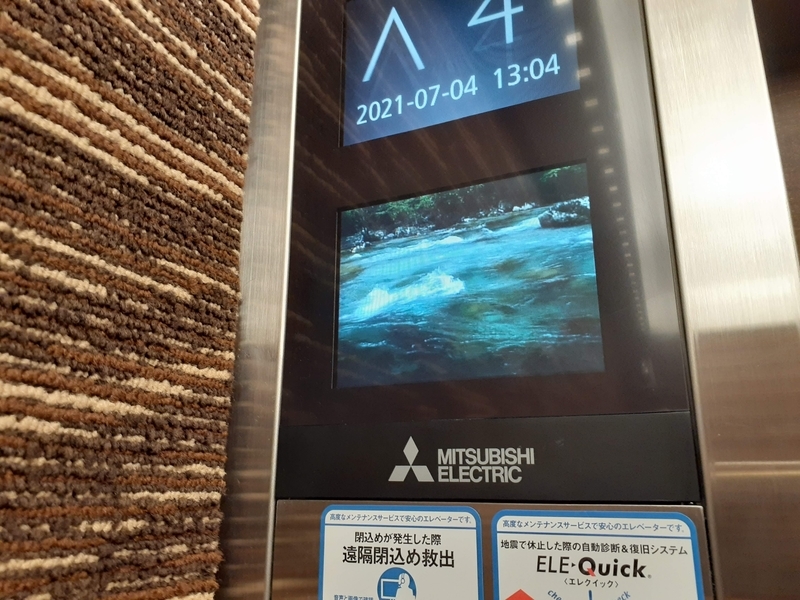 4
2021-07-04 13:04
MITSUBISHI
ELECTRIC
高度なメンテナンスサービスで安心のエレベーターです。
閉込めが発生した際
遠隔閉込め救出
高度なメンテナンスサービスで安心のエレベーターです。
地震で休止した際の自動診断&復旧システム
ELE・Quick®
〈エレクイック〉